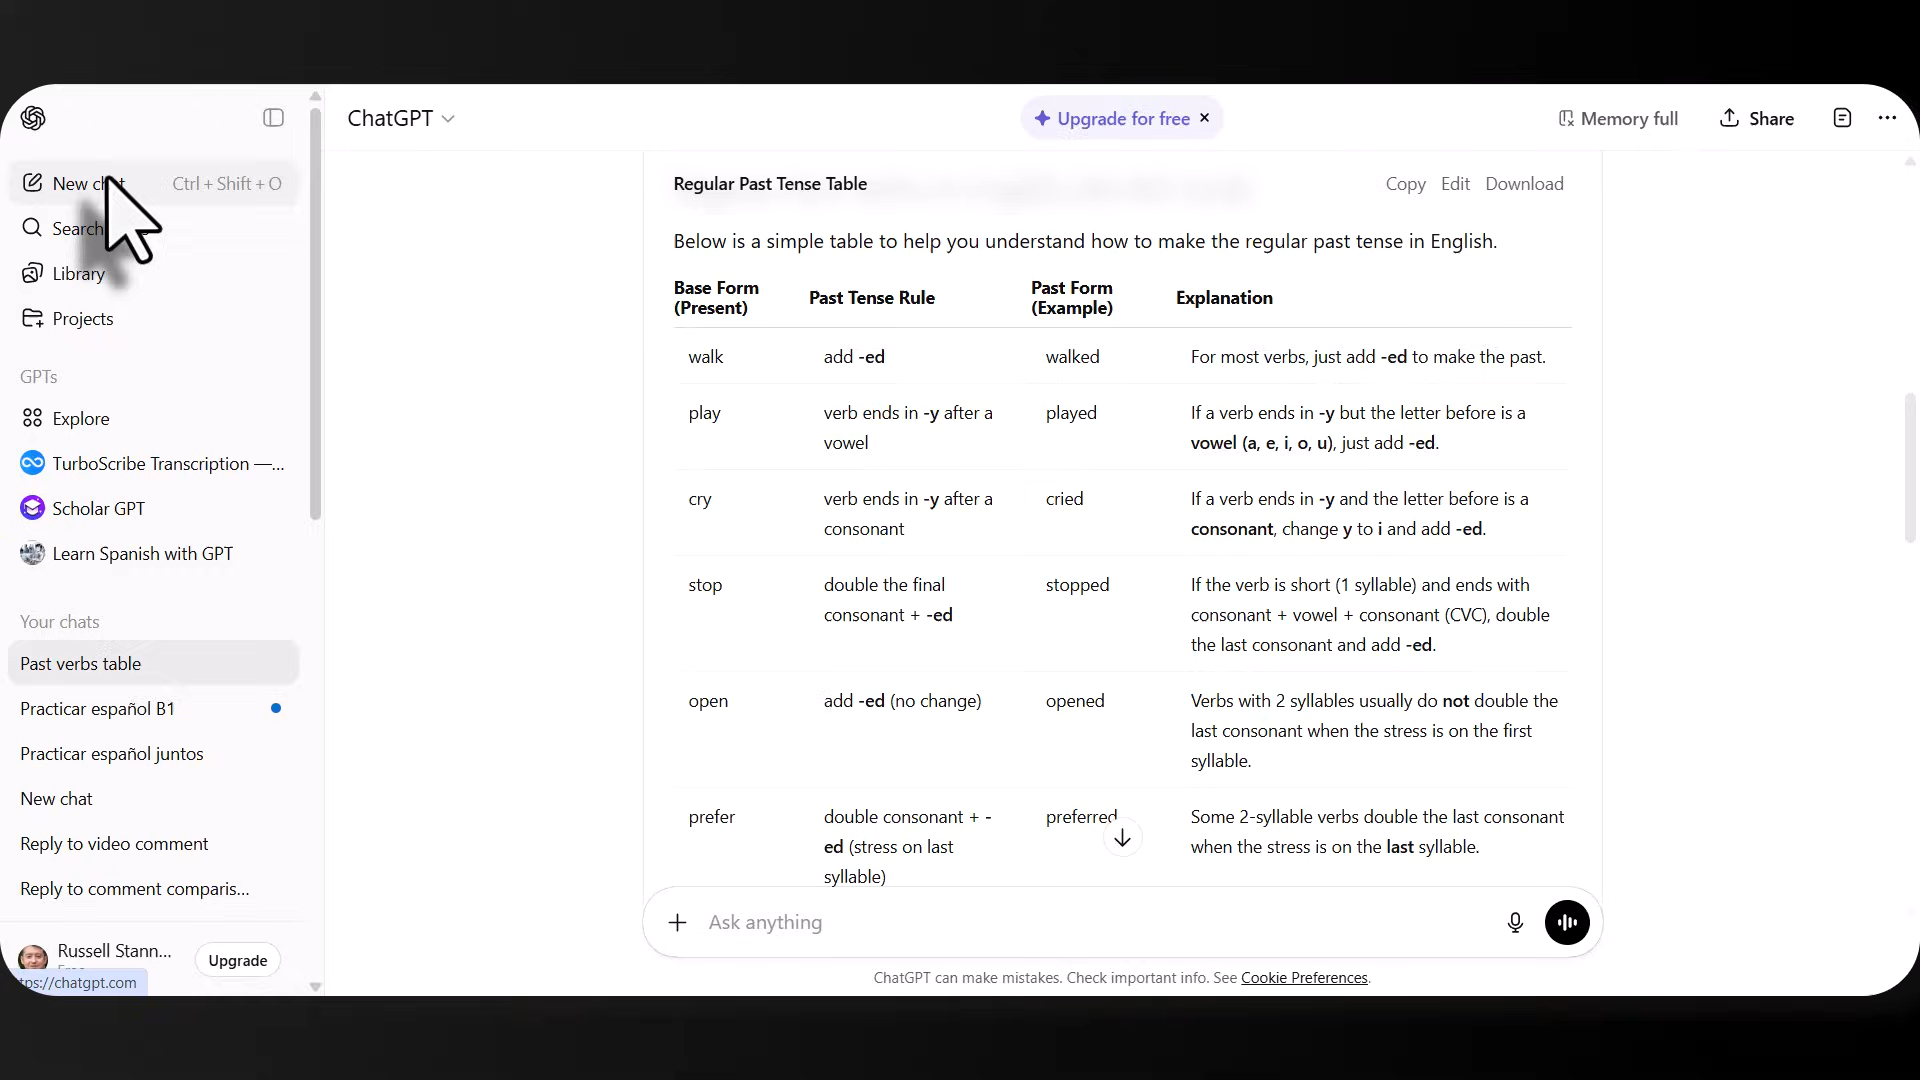 ChatGPT
Upgrade for free ×
Memory full
Share
New chat
Ctrl + Shift + O
Search
Library
Projects
GPTs
Explore
TurboScribe Transcription —...
Scholar GPT
Learn Spanish with GPT
Your chats
Past verbs table
Practicar español B1
Practicar español juntos
New chat
Reply to video comment
Reply to comment comparis...
Russell Stann...
Upgrade
tps://chatgpt.com
Regular Past Tense Table
Copy Edit Download
Below is a simple table to help you understand how to make the regular past tense in English.
Base Form (Present) | Past Tense Rule | Past Form (Example) | Explanation
walk | add -ed | walked | For most verbs, just add -ed to make the past.
play | verb ends in -y after a vowel | played | If a verb ends in -y but the letter before is a vowel (a, e, i, o, u), just add -ed.
cry | verb ends in -y after a consonant | cried | If a verb ends in -y and the letter before is a consonant, change y to i and add -ed.
stop | double the final consonant + -ed | stopped | If the verb is short (1 syllable) and ends with consonant + vowel + consonant (CVC), double the last consonant and add -ed.
open | add -ed (no change) | opened | Verbs with 2 syllables usually do not double the last consonant when the stress is on the first syllable.
prefer | double consonant + -ed (stress on last syllable) | preferred | Some 2-syllable verbs double the last consonant when the stress is on the last syllable.
Ask anything
ChatGPT can make mistakes. Check important info. See Cookie Preferences.